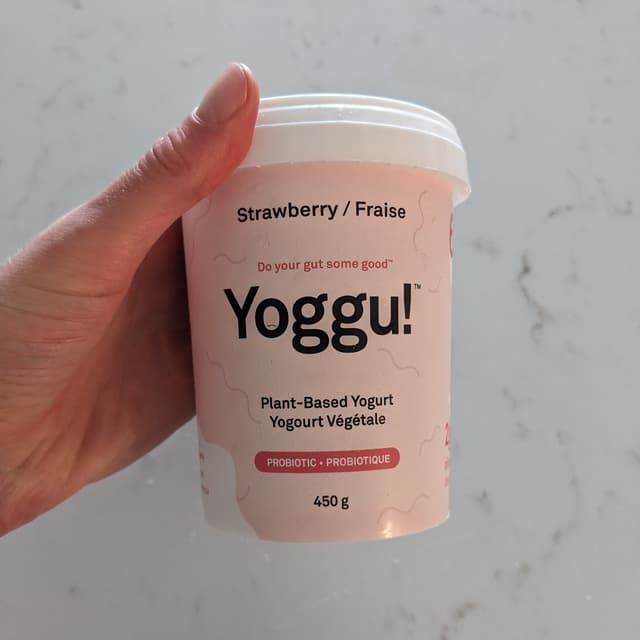 Strawberry / Fraise
Do your gut some good™
Yoggu!™
Plant-Based Yogurt
Yogourt Végétale
PROBIOTIC • PROBIOTIQUE
450 g